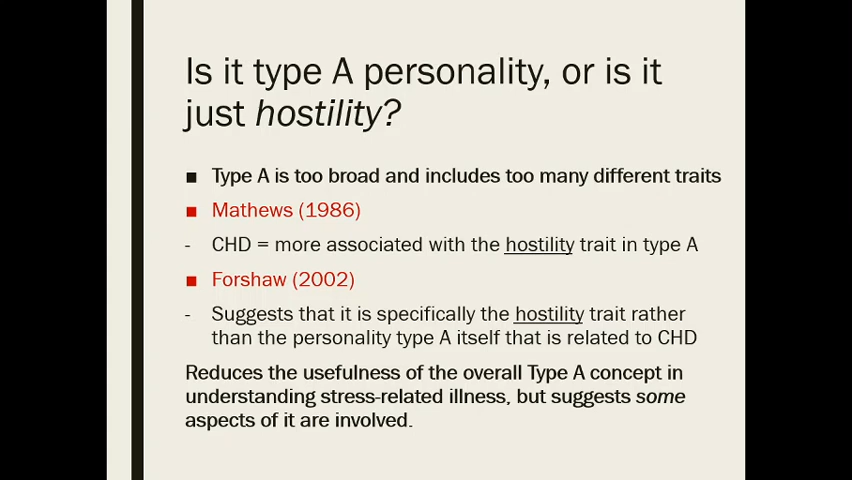 Is it type A personality, or is it
just hostility?
■ Type A is too broad and includes too many different traits
■ Mathews (1986)
- CHD = more associated with the hostility trait in type A
■ Forshaw (2002)
- Suggests that it is specifically the hostility trait rather
than the personality type A itself that is related to CHD
Reduces the usefulness of the overall Type A concept in
understanding stress-related illness, but suggests some
aspects of it are involved.